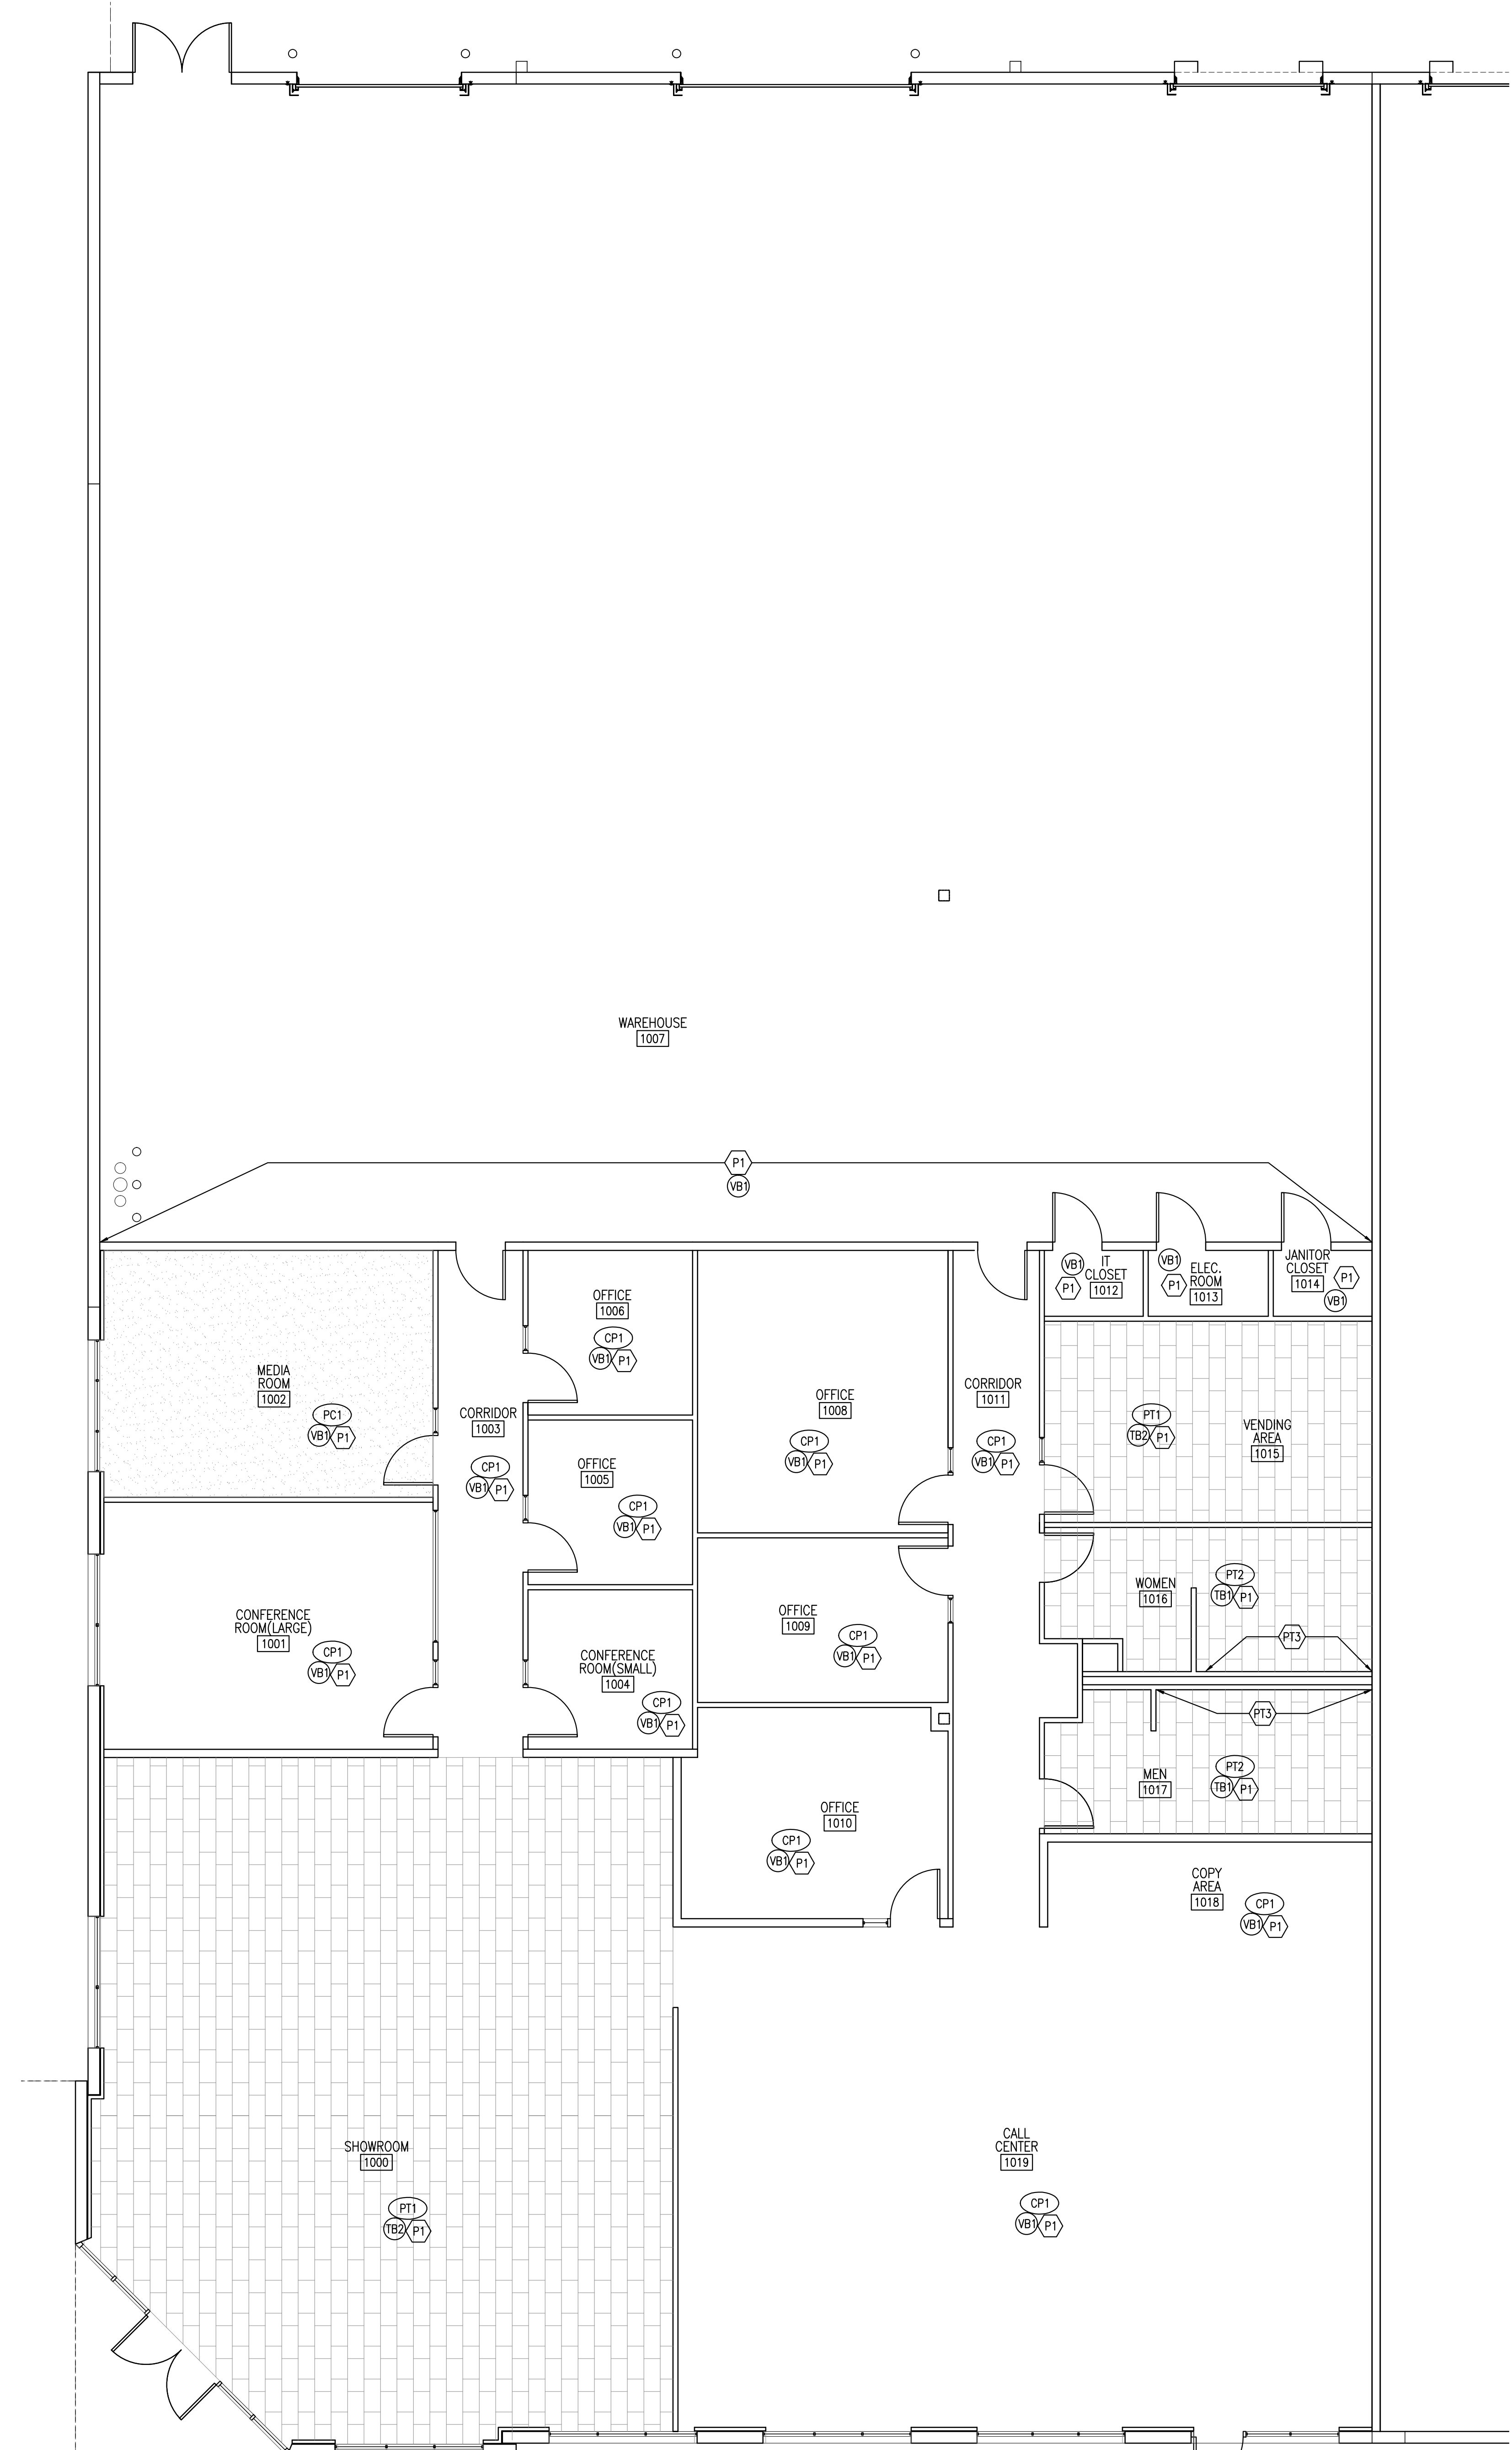 WAREHOUSE
1007
P1
VB1
MEDIA
ROOM
1002
PC1
VB1 P1
CORRIDOR
1003
CP1
VB1 P1
OFFICE
1006
CP1
VB1 P1
OFFICE
1005
CP1
VB1 P1
CONFERENCE
ROOM(LARGE)
1001
CP1
VB1 P1
CONFERENCE
ROOM(SMALL)
1004
CP1
VB1 P1
OFFICE
1008
CP1
VB1 P1
OFFICE
1009
CP1
VB1 P1
OFFICE
1010
CP1
VB1 P1
CORRIDOR
1011
CP1
VB1 P1
VB1
P1
IT
CLOSET
1012
VB1
P1
ELEC.
ROOM
1013
JANITOR
CLOSET
1014
P1
VB1
PT1
TB2 P1
VENDING
AREA
1015
WOMEN
1016
PT2
TB1 P1
PT3
PT3
MEN
1017
PT2
TB1 P1
COPY
AREA
1018
CP1
VB1 P1
SHOWROOM
1000
PT1
TB2 P1
CALL
CENTER
1019
CP1
VB1 P1